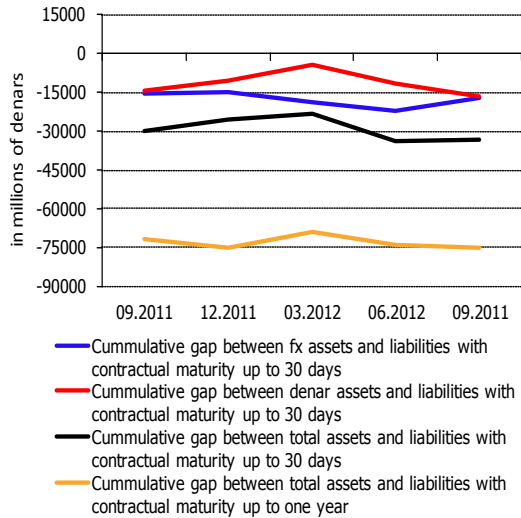 15000
0
-15000
-30000
-45000
-60000
-75000
-90000
in millions of denars
09.2011 12.2011 03.2012 06.2012 09.2011
Cummulative gap between fx assets and liabilities with
contractual maturity up to 30 days
Cummulative gap between denar assets and liabilities with
contractual maturity up to 30 days
Cummulative gap between total assets and liabilities with
contractual maturity up to 30 days
Cummulative gap between total assets and liabilities with
contractual maturity up to one year